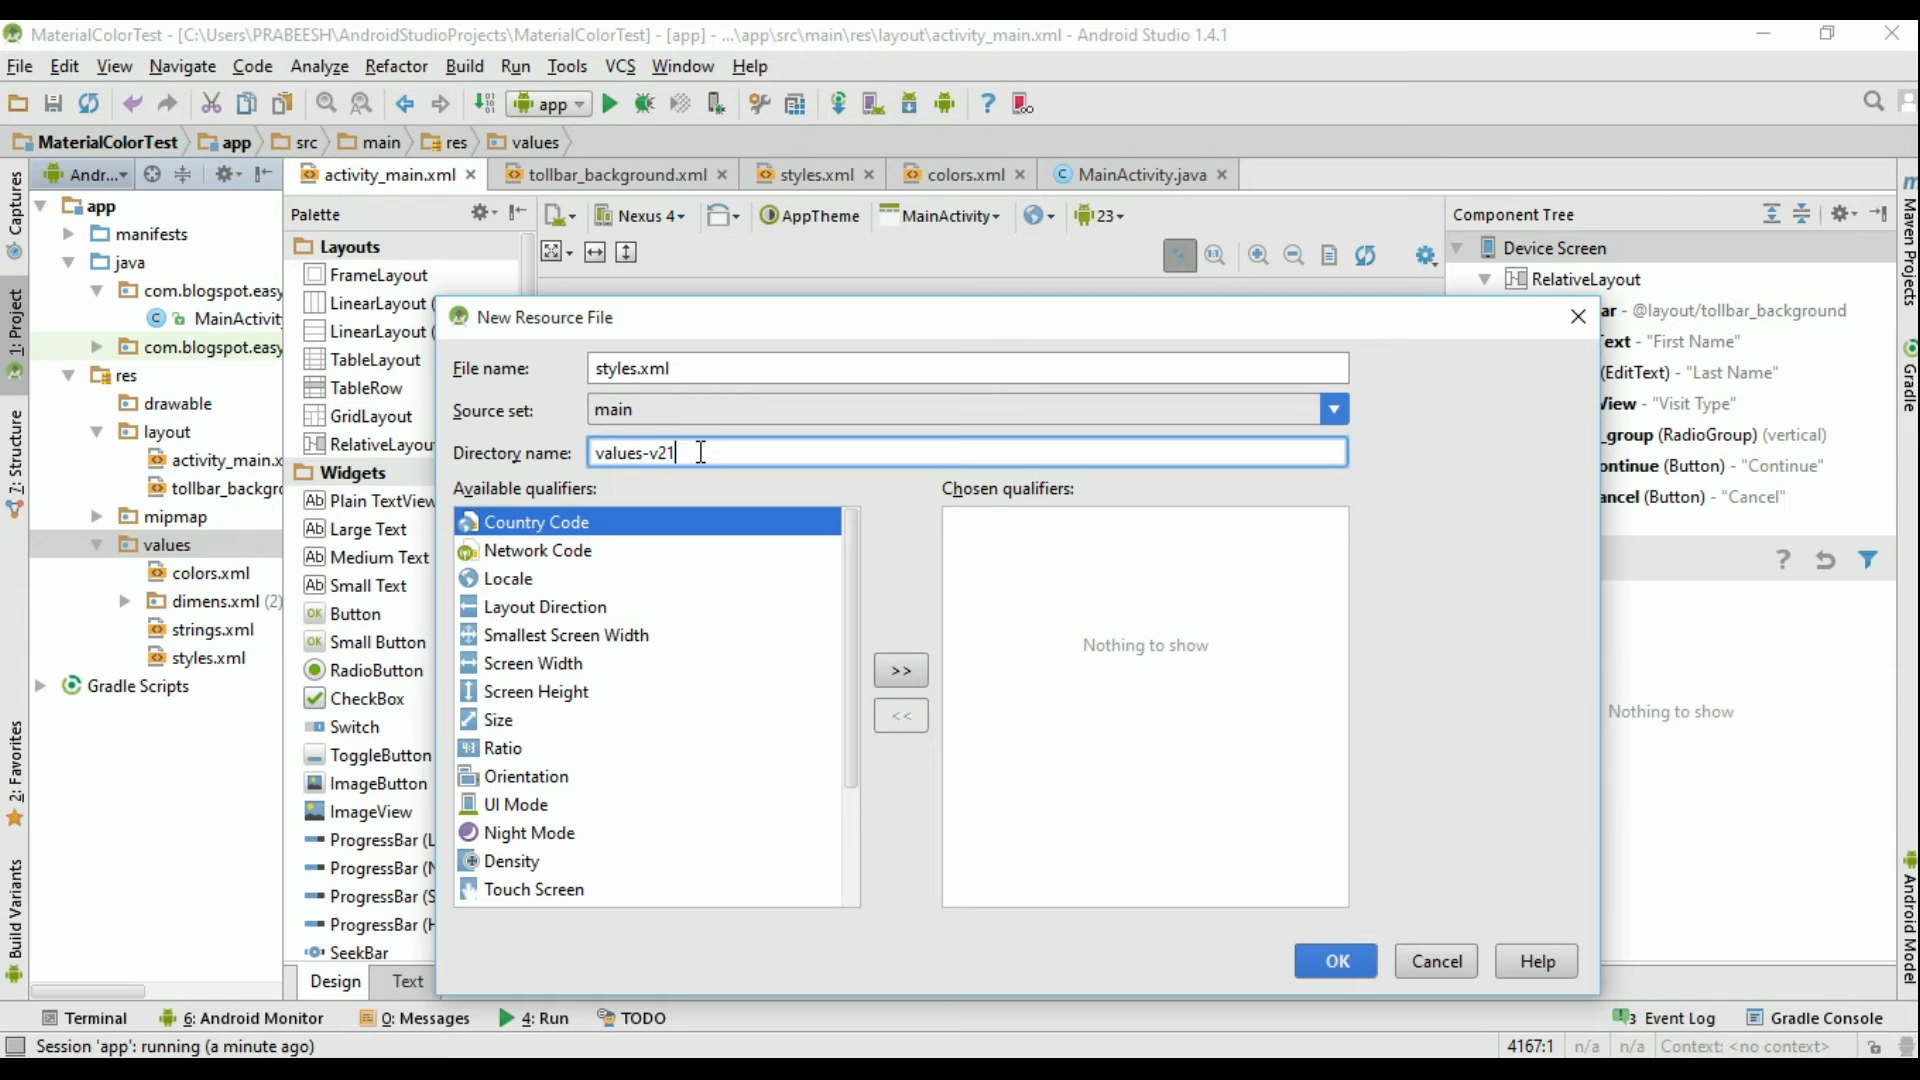 MaterialColorTest - [C:\Users\PRABEESH\AndroidStudioProjects\MaterialColorTest] - [app] - ...\app\src\main\res\layout\activity_main.xml - Android Studio 1.4.1
File Edit View Navigate Code Analyze Refactor Build Run Tools VCS Window Help
app
MaterialColorTest app src main res values
Andr...
activity_main.xml tollbar_background.xml styles.xml colors.xml MainActivity.java
Captures
1: Project
7: Structure
2: Favorites
Build Variants
app
manifests
java
com.blogspot.easy
MainActivit
com.blogspot.easy
res
drawable
layout
activity_main.x
tollbar_backgr
mipmap
values
colors.xml
dimens.xml (2)
strings.xml
styles.xml
Gradle Scripts
Palette
Layouts
FrameLayout
LinearLayout (
LinearLayout (
TableLayout
TableRow
GridLayout
RelativeLayou
Widgets
Ab Plain TextView
Ab Large Text
Ab Medium Text
Ab Small Text
OK Button
OK Small Button
RadioButton
CheckBox
Switch
ToggleButton
ImageButton
ImageView
ProgressBar (L
ProgressBar (N
ProgressBar (S
ProgressBar (H
SeekBar
Design Text
Nexus 4 AppTheme MainActivity 23
Component Tree
Device Screen
RelativeLayout
ar - @layout/tollbar_background
Text - "First Name"
(EditText) - "Last Name"
View - "Visit Type"
_group (RadioGroup) (vertical)
ontinue (Button) - "Continue"
ancel (Button) - "Cancel"
Nothing to show
Maven Projects
Gradle
Android Model
New Resource File
File name: styles.xml
Source set: main
Directory name: values-v21
Available qualifiers: Chosen qualifiers:
Country Code
Network Code
Locale
Layout Direction
Smallest Screen Width
Screen Width
Screen Height
Size
Ratio
Orientation
UI Mode
Night Mode
Density
Touch Screen
>>
<<
Nothing to show
OK Cancel Help
Terminal 6: Android Monitor 0: Messages 4: Run TODO 3 Event Log Gradle Console
Session 'app': running (a minute ago) 4167:1 n/a n/a Context: <no context>